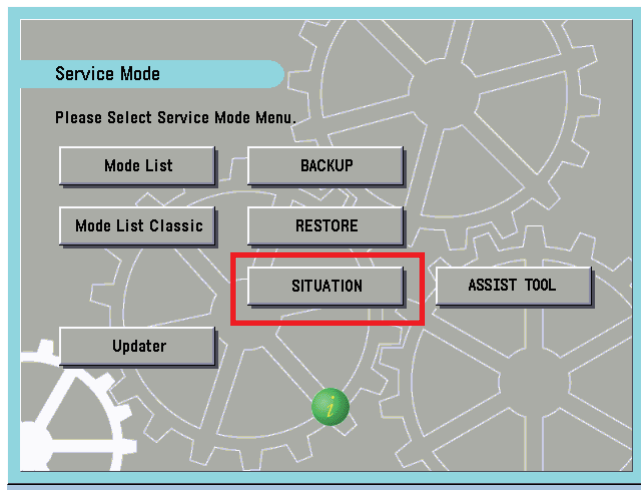 Service Mode
Please Select Service Mode Menu.
Mode List BACKUP
Mode List Classic RESTORE
SITUATION ASSIST TOOL
Updater
i